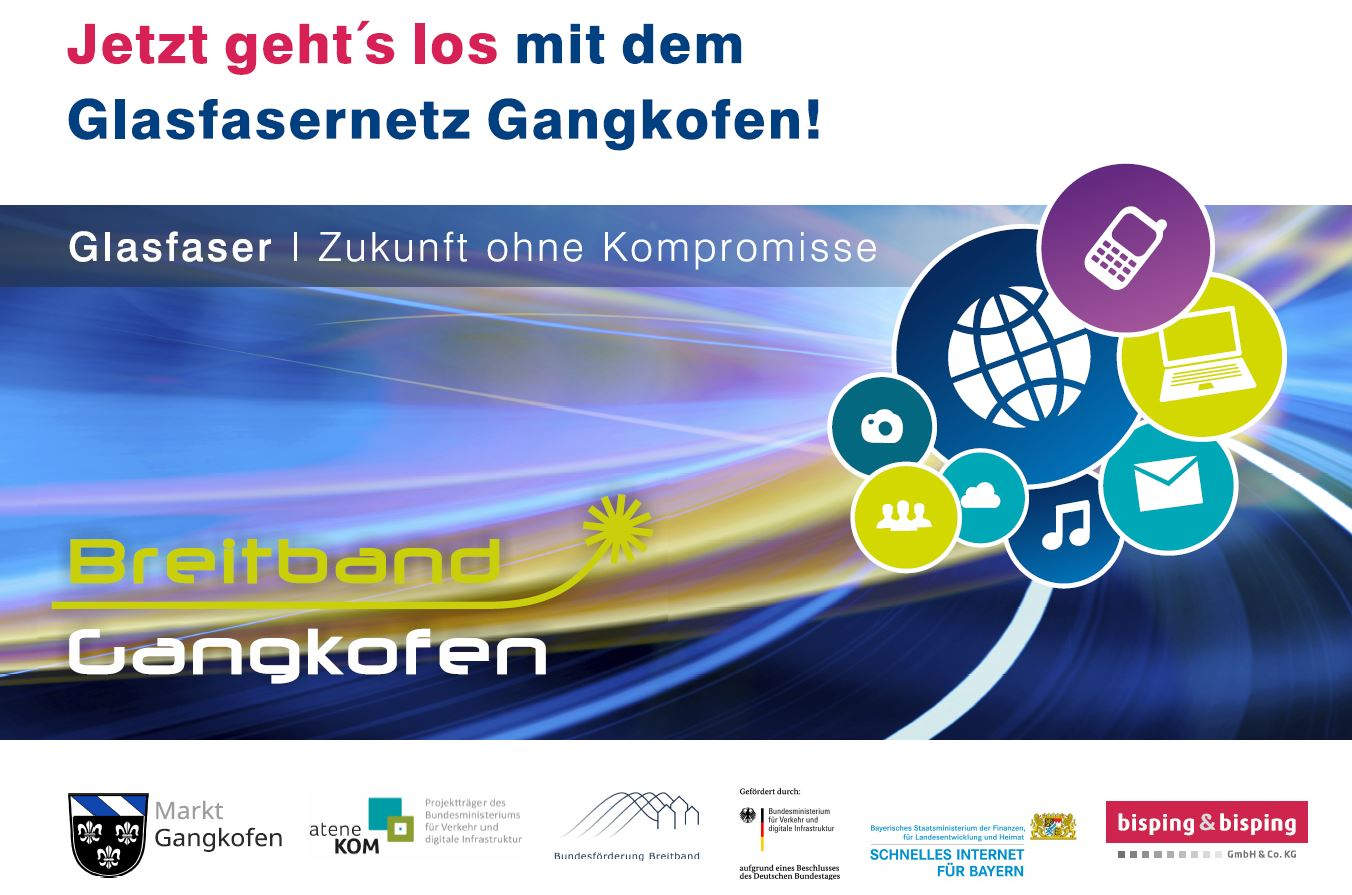 Jetzt geht´s los mit dem
Glasfasernetz Gangkofen!
Glasfaser | Zukunft ohne Kompromisse
Breitband
Gangkofen
Markt
Gangkofen
atene
KOM
Projektträger des
Bundesministeriums
für Verkehr und
digitale Infrastruktur
Bundesförderung Breitband
Gefördert durch:
Bundesministerium
für Verkehr und
digitale Infrastruktur
aufgrund eines Beschlusses
des Deutschen Bundestages
Bayerisches Staatsministerium der Finanzen,
für Landesentwicklung und Heimat
SCHNELLES INTERNET
FÜR BAYERN
bisping & bisping
GmbH & Co. KG